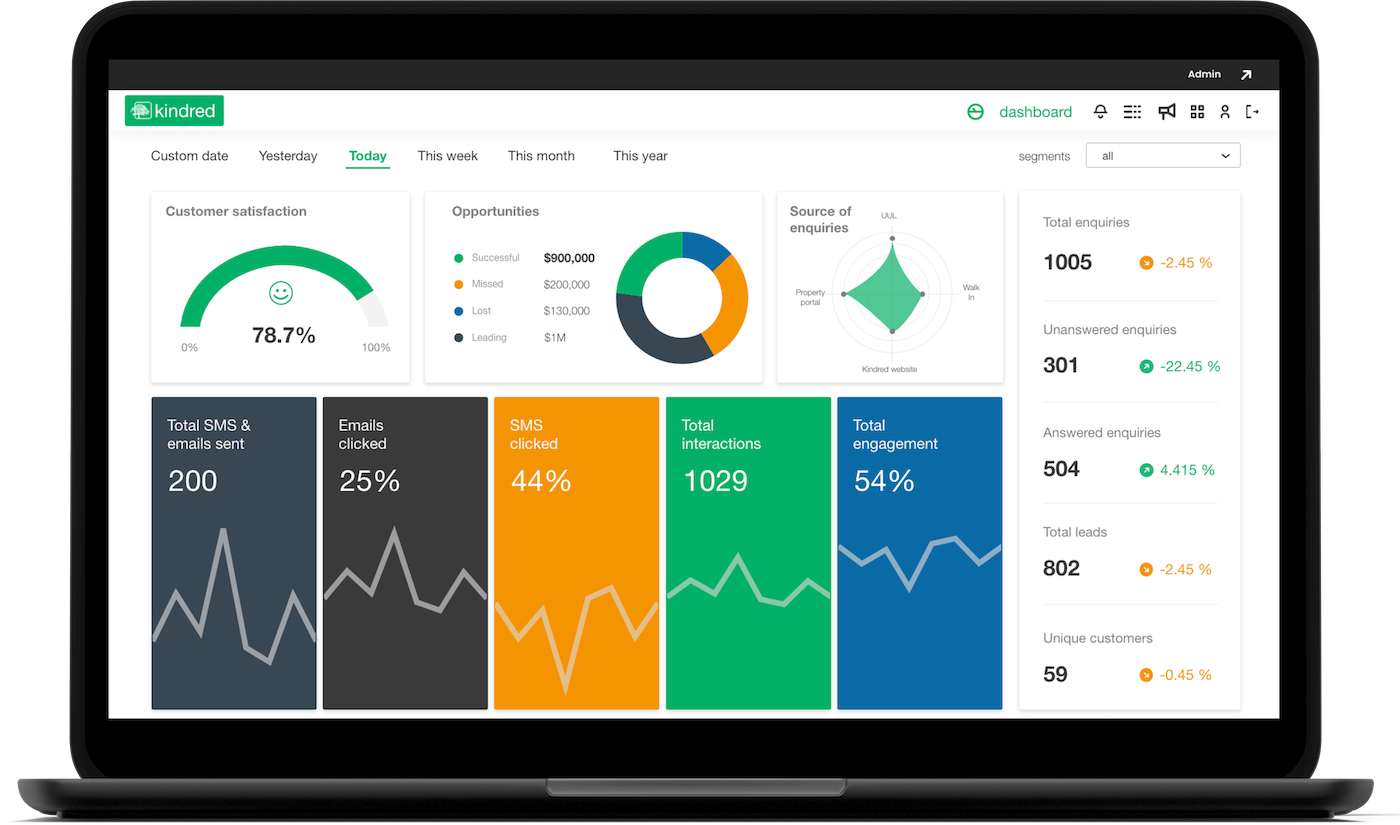 Admin
kindred
dashboard
Custom date
Yesterday
Today
This week
This month
This year
segments
all
Customer satisfaction
78.7%
0%
100%
Opportunities
Successful $900,000
Missed $200,000
Lost $130,000
Leading $1M
Source of
enquiries
UUL
Property
portal
Walk
In
Kindred website
Total enquiries
1005 -2.45 %
Unanswered enquiries
301 -22.45 %
Answered enquiries
504 4.415 %
Total leads
802 -2.45 %
Unique customers
59 -0.45 %
Total SMS &
emails sent
200
Emails
clicked
25%
SMS
clicked
44%
Total
interactions
1029
Total
engagement
54%